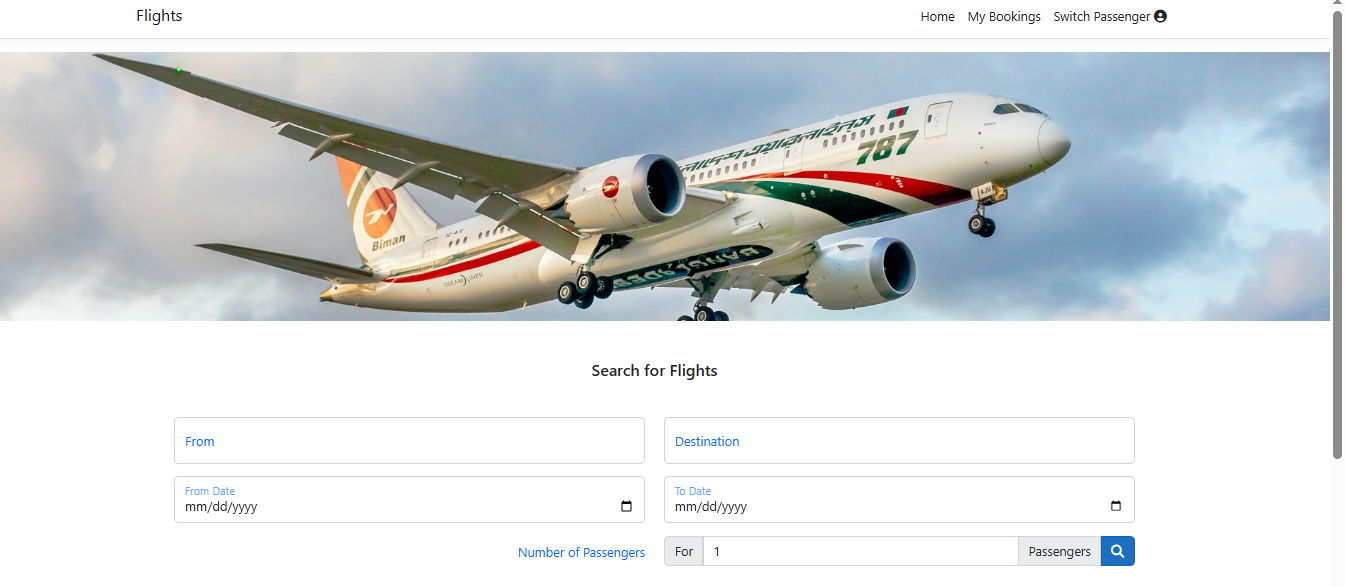 Flights
Home My Bookings Switch Passenger
787
AJU
Biman
Search for Flights
From
Destination
From Date
mm/dd/yyyy
To Date
mm/dd/yyyy
Number of Passengers
For 1 Passengers